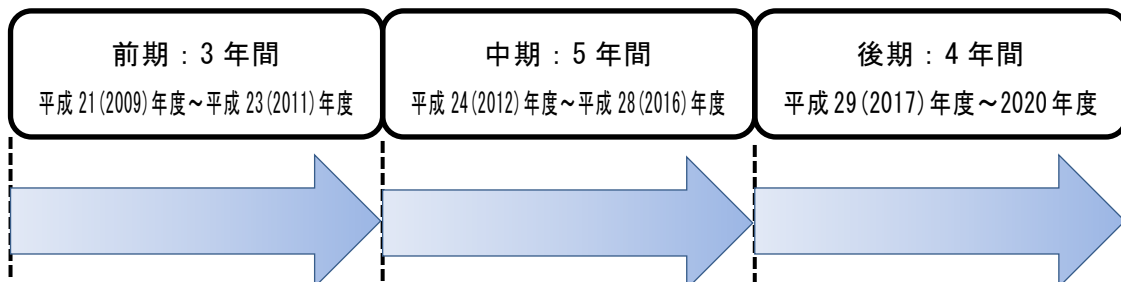 前期：3 年間
平成 21(2009)年度～平成 23(2011)年度
中期：5 年間
平成 24(2012)年度～平成 28(2016)年度
後期：4 年間
平成 29(2017)年度～2020 年度